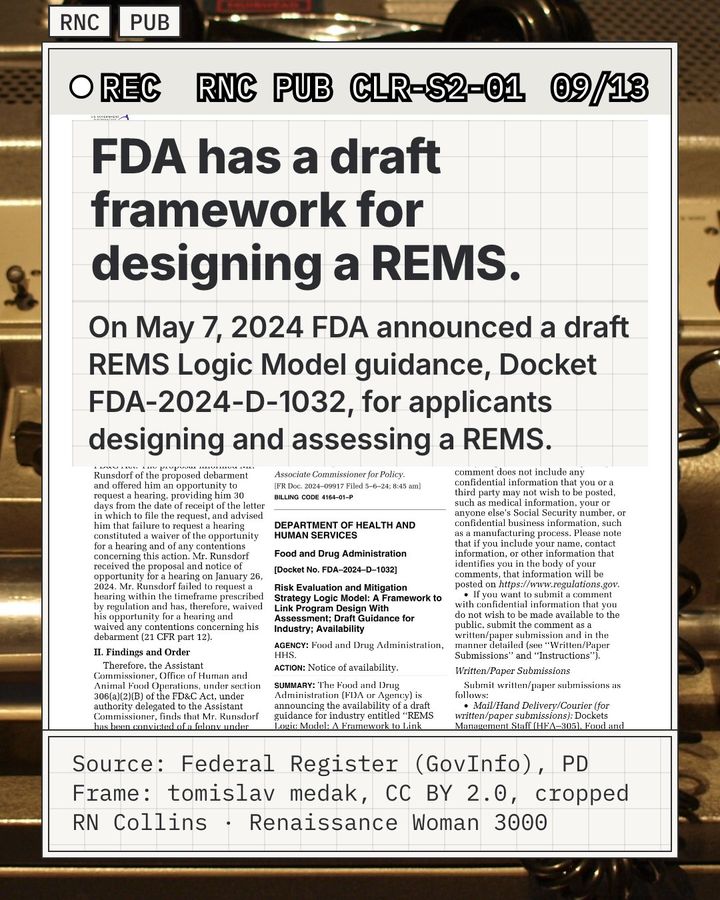 RNC PUB
REC RNC PUB CLR-S2-01 09/13
FDA has a draft
framework for
designing a REMS.
On May 7, 2024 FDA announced a draft
REMS Logic Model guidance, Docket
FDA-2024-D-1032, for applicants
designing and assessing a REMS.
FD&C Act. The proposal informed Mr.
Runsdorf of the proposed debarment
and offered him an opportunity to
request a hearing, providing him 30
days from the date of receipt of the letter
in which to file the request, and advised
him that failure to request a hearing
constituted a waiver of the opportunity
for a hearing and of any contentions
concerning this action. Mr. Runsdorf
received the proposal and notice of
opportunity for a hearing on January 26,
2024. Mr. Runsdorf failed to request a
hearing within the timeframe prescribed
by regulation and has, therefore, waived
his opportunity for a hearing and
waived any contentions concerning his
debarment (21 CFR part 12).
II. Findings and Order
Therefore, the Assistant
Commissioner, Office of Human and
Animal Food Operations, under section
306(a)(2)(B) of the FD&C Act, under
authority delegated to the Assistant
Commissioner, finds that Mr. Runsdorf
has been convicted of a felony under
Associate Commissioner for Policy.
[FR Doc. 2024–09917 Filed 5–6–24; 8:45 am]
BILLING CODE 4164–01–P
DEPARTMENT OF HEALTH AND
HUMAN SERVICES
Food and Drug Administration
[Docket No. FDA–2024–D–1032]
Risk Evaluation and Mitigation
Strategy Logic Model: A Framework to
Link Program Design With
Assessment; Draft Guidance for
Industry; Availability
AGENCY: Food and Drug Administration,
HHS.
ACTION: Notice of availability.
SUMMARY: The Food and Drug
Administration (FDA or Agency) is
announcing the availability of a draft
guidance for industry entitled ‘‘REMS
Logic Model: A Framework to Link
comment does not include any
confidential information that you or a
third party may not wish to be posted,
such as medical information, your or
anyone else’s Social Security number, or
confidential business information, such
as a manufacturing process. Please note
that if you include your name, contact
information, or other information that
identifies you in the body of your
comments, that information will be
posted on https://www.regulations.gov.
• If you want to submit a comment
with confidential information that you
do not wish to be made available to the
public, submit the comment as a
written/paper submission and in the
manner detailed (see ‘‘Written/Paper
Submissions’’ and ‘‘Instructions’’).
Written/Paper Submissions
Submit written/paper submissions as
follows:
• Mail/Hand Delivery/Courier (for
written/paper submissions): Dockets
Management Staff (HFA–305), Food and
Source: Federal Register (GovInfo), PD
Frame: tomislav medak, CC BY 2.0, cropped
RN Collins · Renaissance Woman 3000